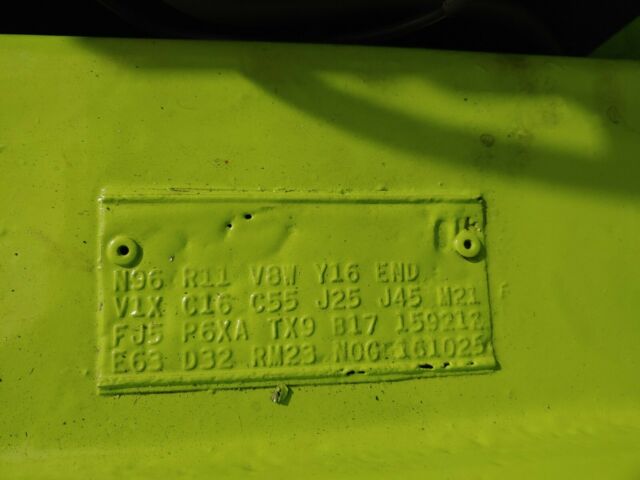 N96 R11 V8W Y16 END
V1X C16 C55 J25 J45 M21
FJ5 P6XA TX9 B17 159212
E63 D32 RM23 N0G 161025